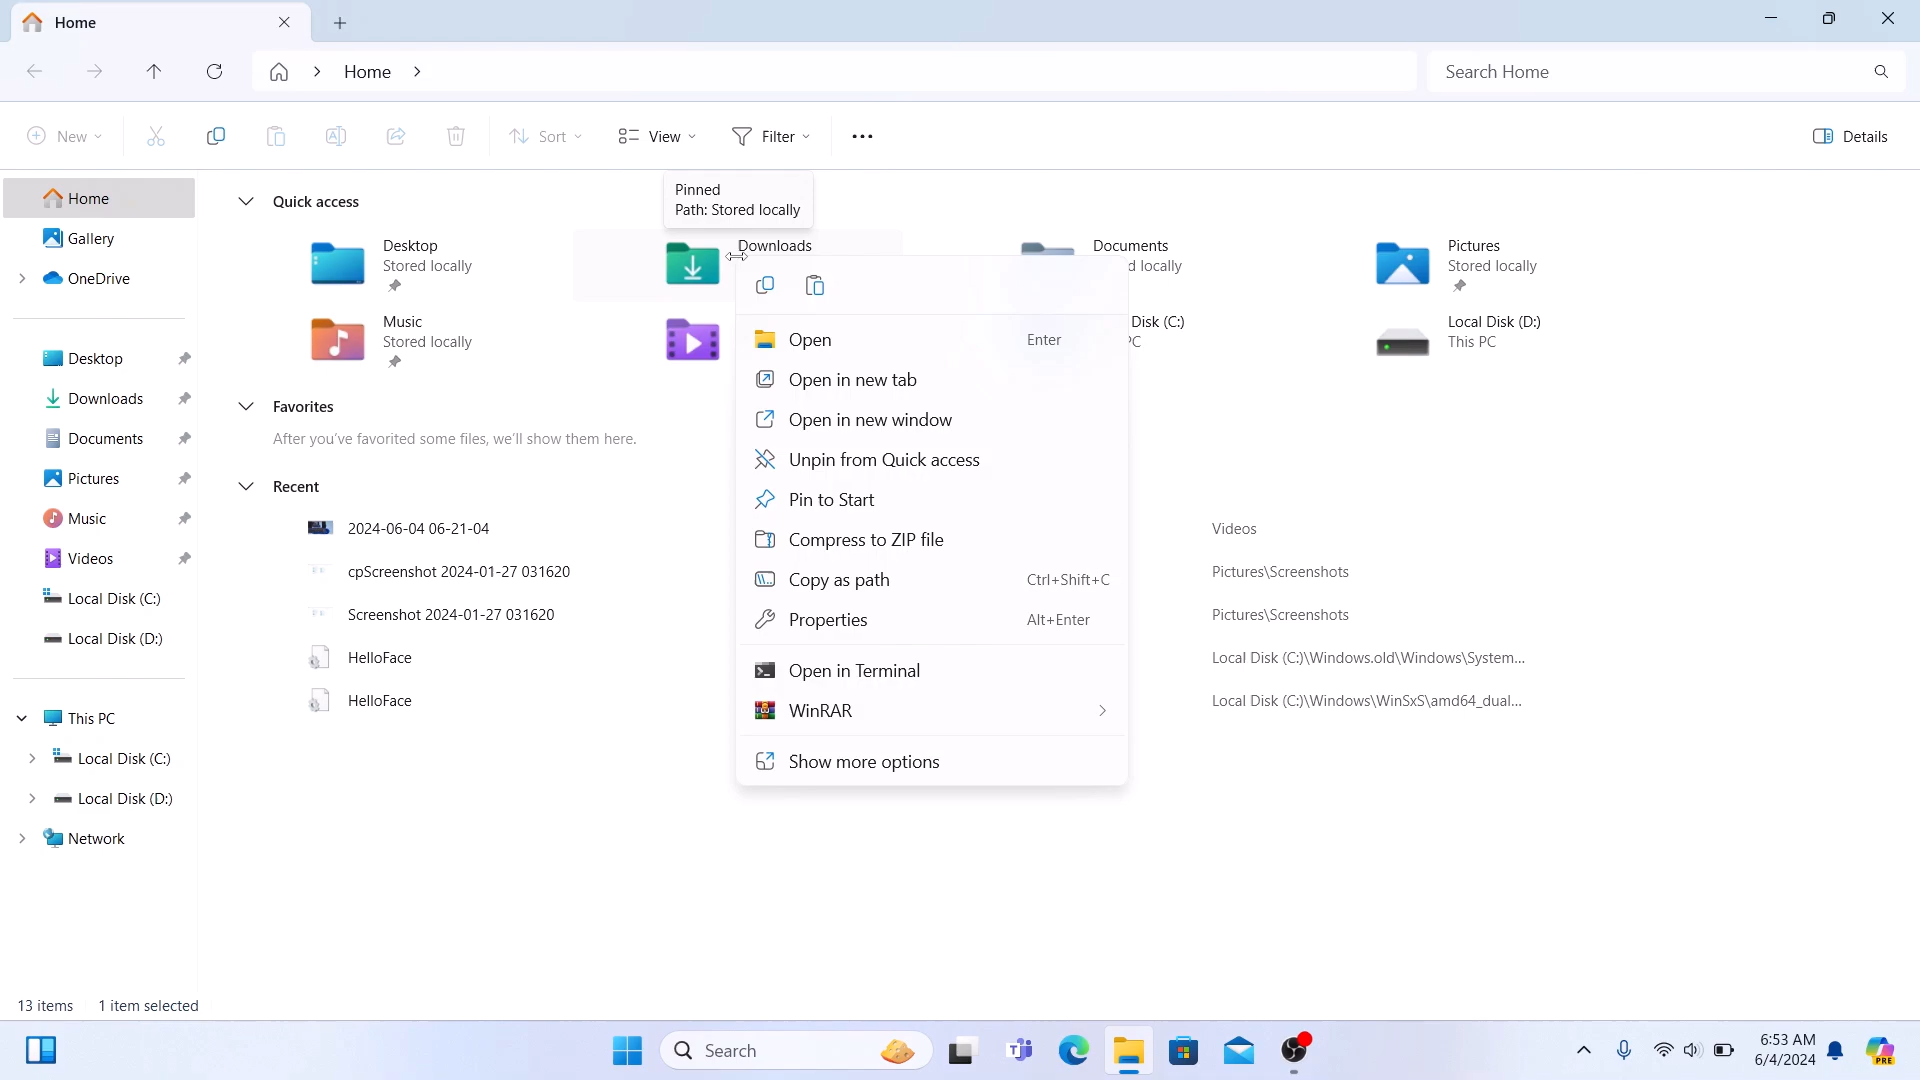 Home
Home
Search Home
New
Sort
View
Filter
Details
Pinned
Path: Stored locally
Home
Gallery
OneDrive
Desktop
Downloads
Documents
Pictures
Music
Videos
Local Disk (C:)
Local Disk (D:)
This PC
Local Disk (C:)
Local Disk (D:)
Network
Quick access
Desktop
Stored locally
Downloads
Documents
d locally
Pictures
Stored locally
Music
Stored locally
Disk (C:)
PC
Local Disk (D:)
This PC
Favorites
After you've favorited some files, we'll show them here.
Recent
2024-06-04 06-21-04
Videos
cpScreenshot 2024-01-27 031620
Pictures\Screenshots
Screenshot 2024-01-27 031620
Pictures\Screenshots
HelloFace
Local Disk (C:)\Windows.old\Windows\System...
HelloFace
Local Disk (C:)\Windows\WinSxS\amd64_dual...
Open Enter
Open in new tab
Open in new window
Unpin from Quick access
Pin to Start
Compress to ZIP file
Copy as path Ctrl+Shift+C
Properties Alt+Enter
Open in Terminal
WinRAR
Show more options
13 items 1 item selected
Search
6:53 AM
6/4/2024
PRE